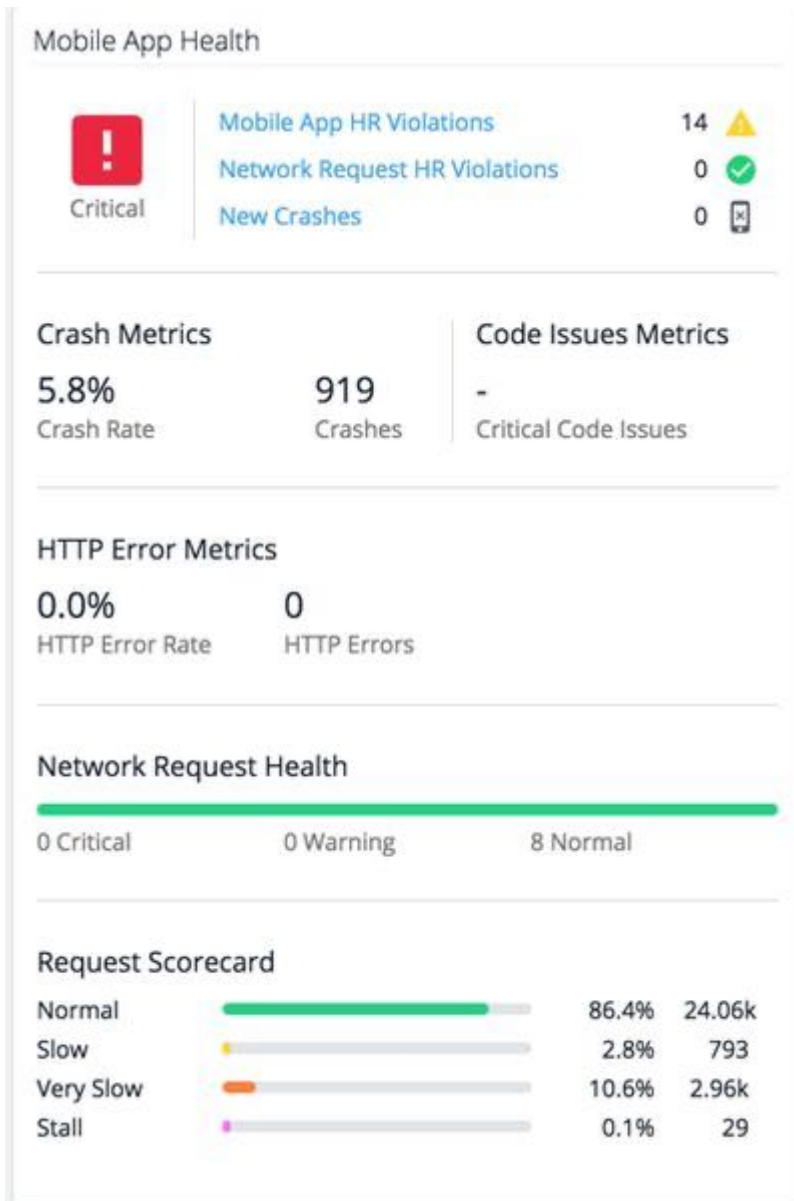 Mobile App Health
Mobile App HR Violations 14
Network Request HR Violations 0
Critical
New Crashes 0
Crash Metrics Code Issues Metrics
5.8% 919 -
Crash Rate Crashes Critical Code Issues
HTTP Error Metrics
0.0% 0
HTTP Error Rate HTTP Errors
Network Request Health
0 Critical 0 Warning 8 Normal
Request Scorecard
Normal 86.4% 24.06k
Slow 2.8% 793
Very Slow 10.6% 2.96k
Stall 0.1% 29